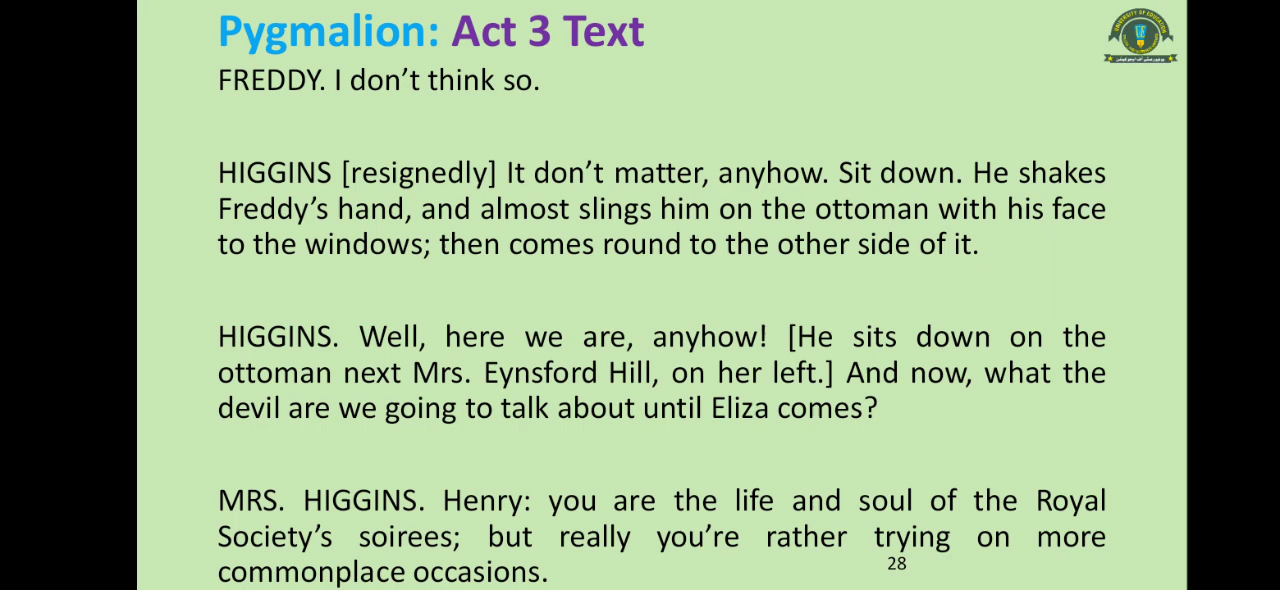 Pygmalion: Act 3 Text
UNIVERSITY OF EDUCATION
FREDDY. I don’t think so.
HIGGINS [resignedly] It don’t matter, anyhow. Sit down. He shakes
Freddy’s hand, and almost slings him on the ottoman with his face
to the windows; then comes round to the other side of it.
HIGGINS. Well, here we are, anyhow! [He sits down on the
ottoman next Mrs. Eynsford Hill, on her left.] And now, what the
devil are we going to talk about until Eliza comes?
MRS. HIGGINS. Henry: you are the life and soul of the Royal
Society’s soirees; but really you’re rather trying on more
commonplace occasions.
28